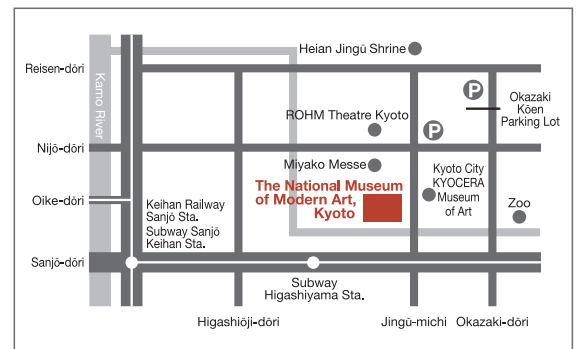 Heian Jingū Shrine
Reisen-dōri
Kamo River
P
Okazaki
Kōen
Parking Lot
ROHM Theatre Kyoto
P
Nijō-dōri
Miyako Messe
Kyoto City
KYOCERA
Museum
of Art
The National Museum
of Modern Art,
Kyoto
Oike-dōri
Keihan Railway
Sanjō Sta.
Subway Sanjō
Keihan Sta.
Zoo
Sanjō-dōri
Subway
Higashiyama Sta.
Higashiōji-dōri
Jingū-michi
Okazaki-dōri